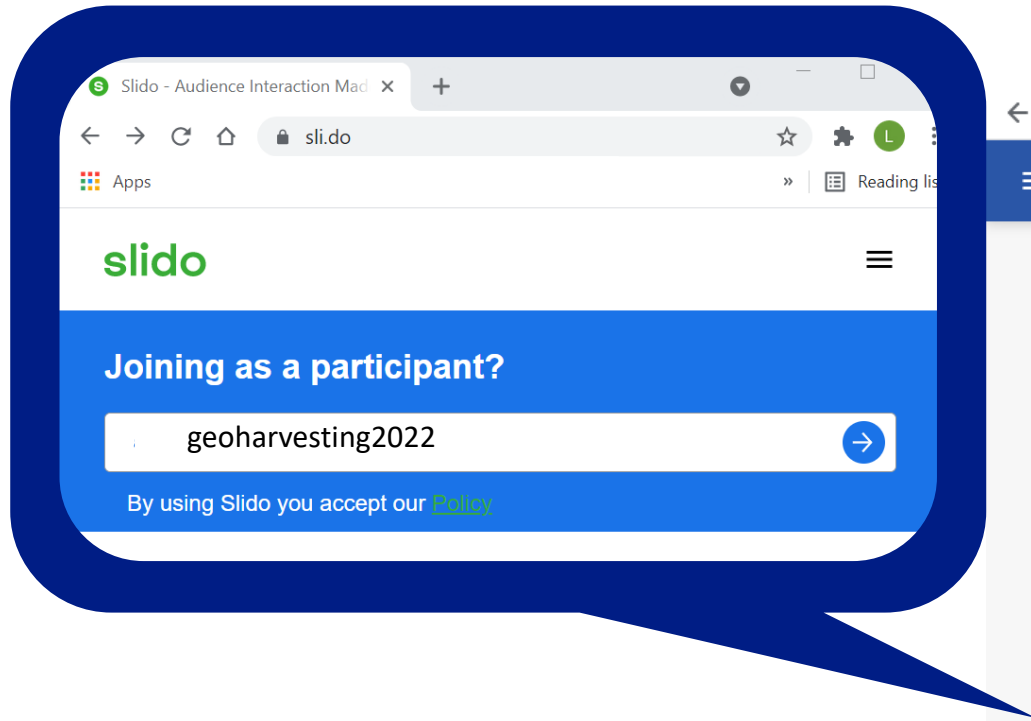 S Slido - Audience Interaction Mad
sli.do
L
Apps
» Reading lis
slido
Joining as a participant?
geoharvesting2022
By using Slido you accept our Policy